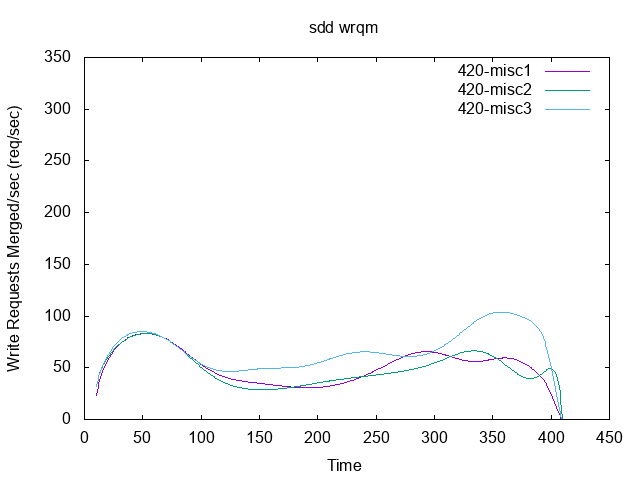 sdd wrqm
350
300
250
200
150
100
50
0
0 50 100 150 200 250 300 350 400 450
Write Requests Merged/sec (req/sec)
Time
420-misc1
420-misc2
420-misc3